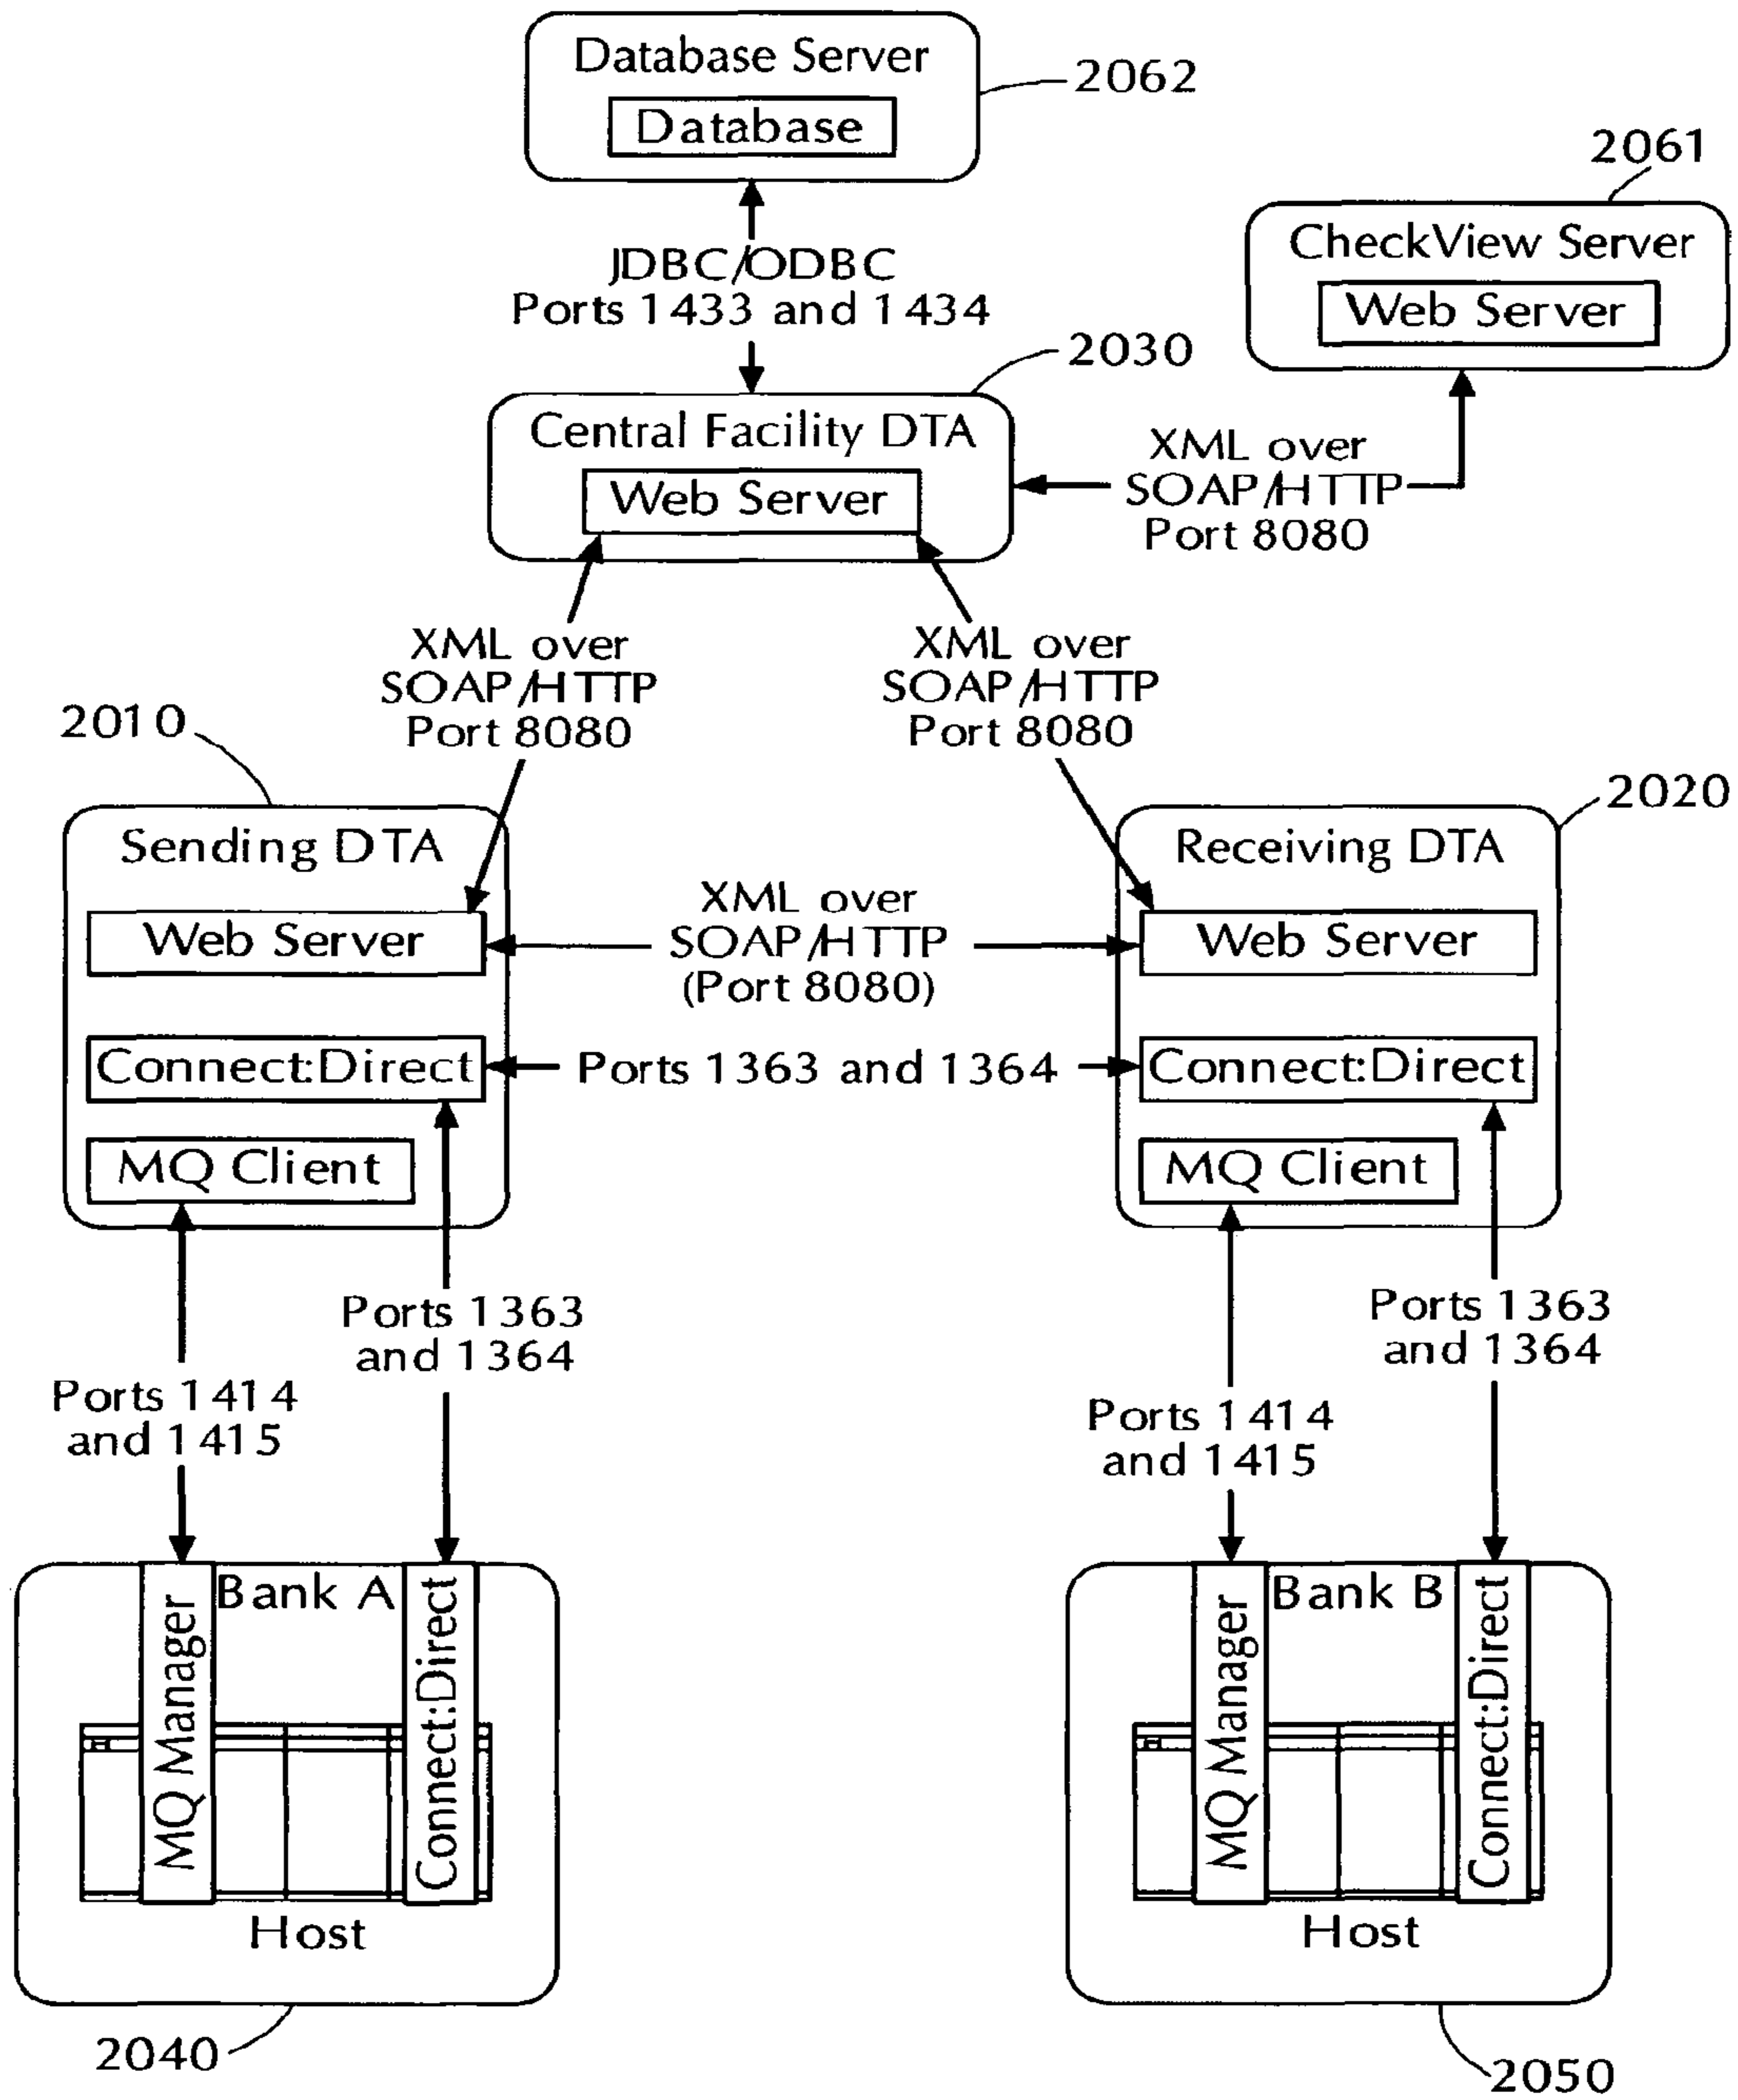 Database Server
2062
Database
2061
JDBC/ODBC
Ports 1433 and 1434
CheckView Server
Web Server
2030
Central Facility DTA
Web Server
XML over
SOAP/HTTP
Port 8080
XML over
SOAP/HTTP
Port 8080
XML over
SOAP/HTTP
Port 8080
2010
2020
Sending DTA
Web Server
Connect:Direct
MQ Client
XML over
SOAP/HTTP
(Port 8080)
Ports 1363 and 1364
Receiving DTA
Web Server
Connect:Direct
MQ Client
Ports 1363
and 1364
Ports 1414
and 1415
Ports 1363
and 1364
Ports 1414
and 1415
Bank A
MQ Manager
Connect:Direct
Host
2040
Bank B
MQ Manager
Connect:Direct
Host
2050